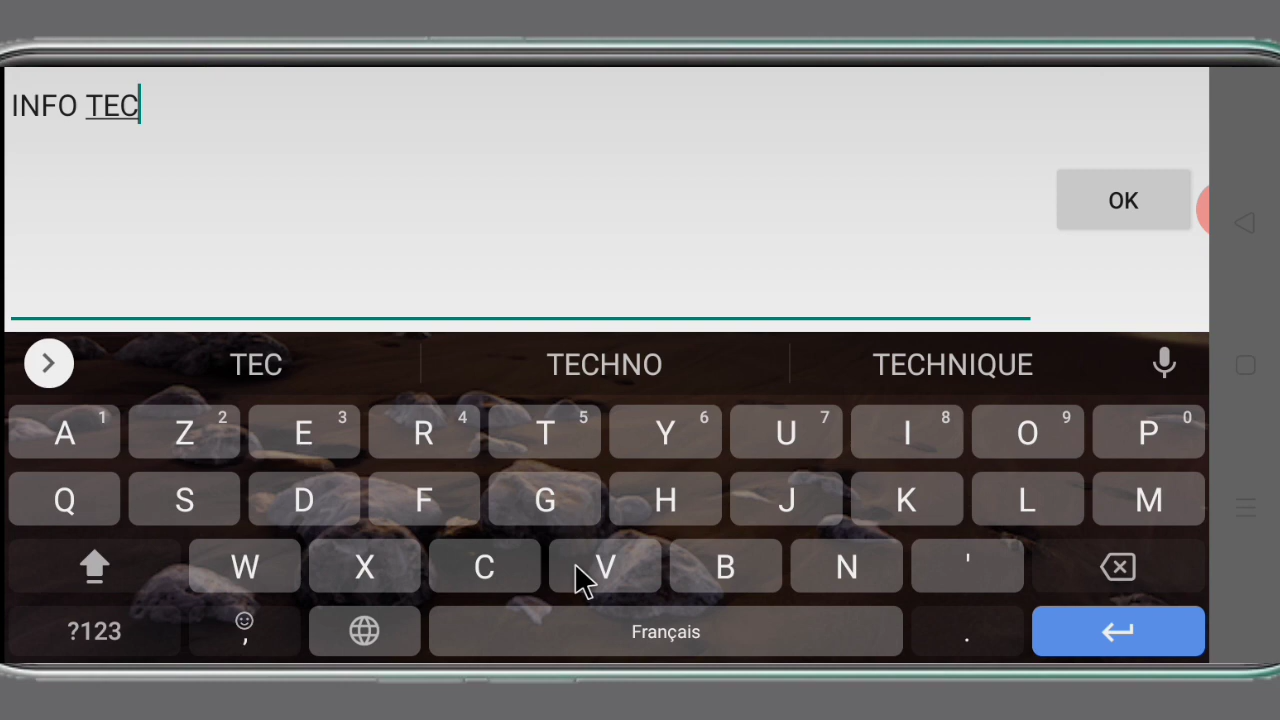 INFO TEC
OK
TEC TECHNO TECHNIQUE
A 1 Z 2 E 3 R 4 T 5 Y 6 U 7 I 8 O 9 P 0
Q S D F G H J K L M
W X C V B N '
?123 , Français .